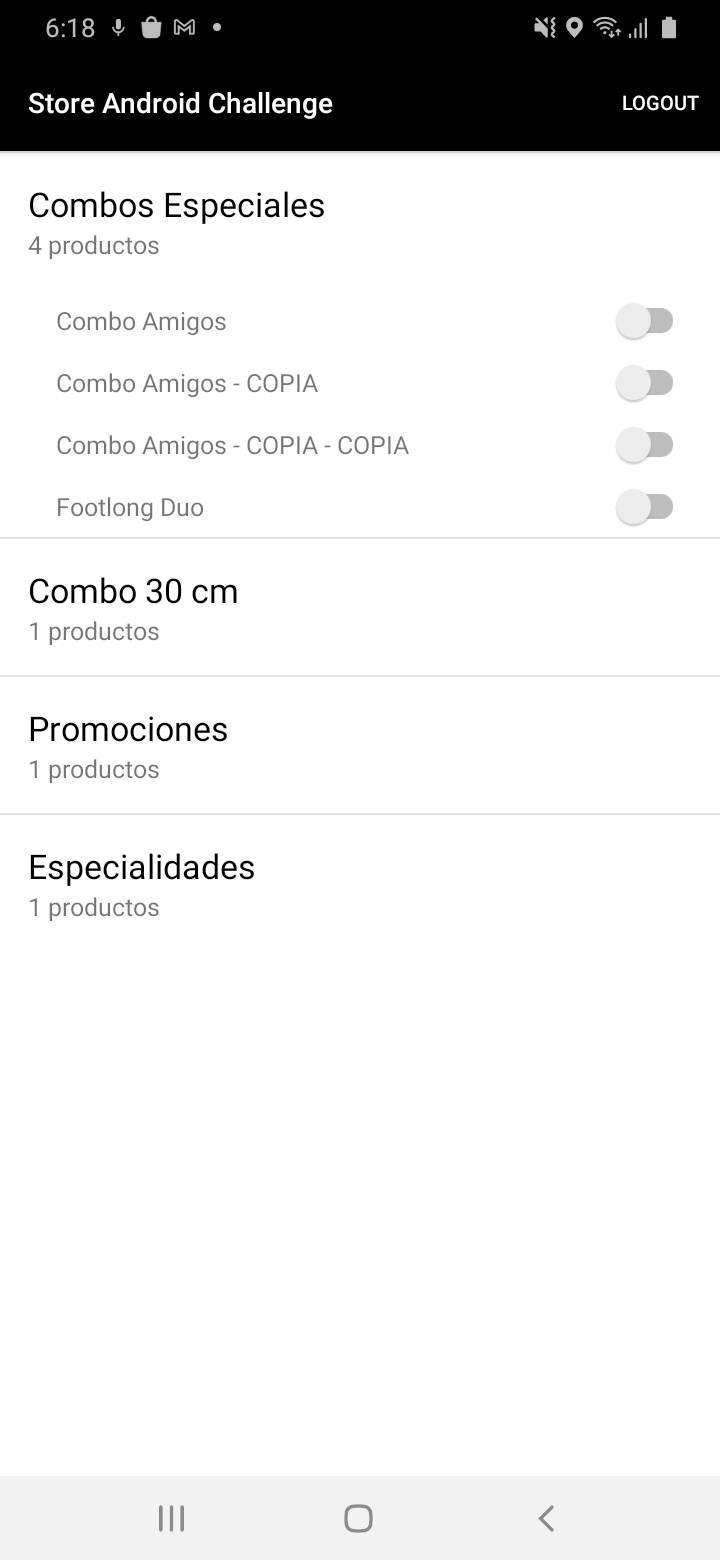 6:18
Store Android Challenge LOGOUT
Combos Especiales
4 productos
Combo Amigos
Combo Amigos - COPIA
Combo Amigos - COPIA - COPIA
Footlong Duo
Combo 30 cm
1 productos
Promociones
1 productos
Especialidades
1 productos